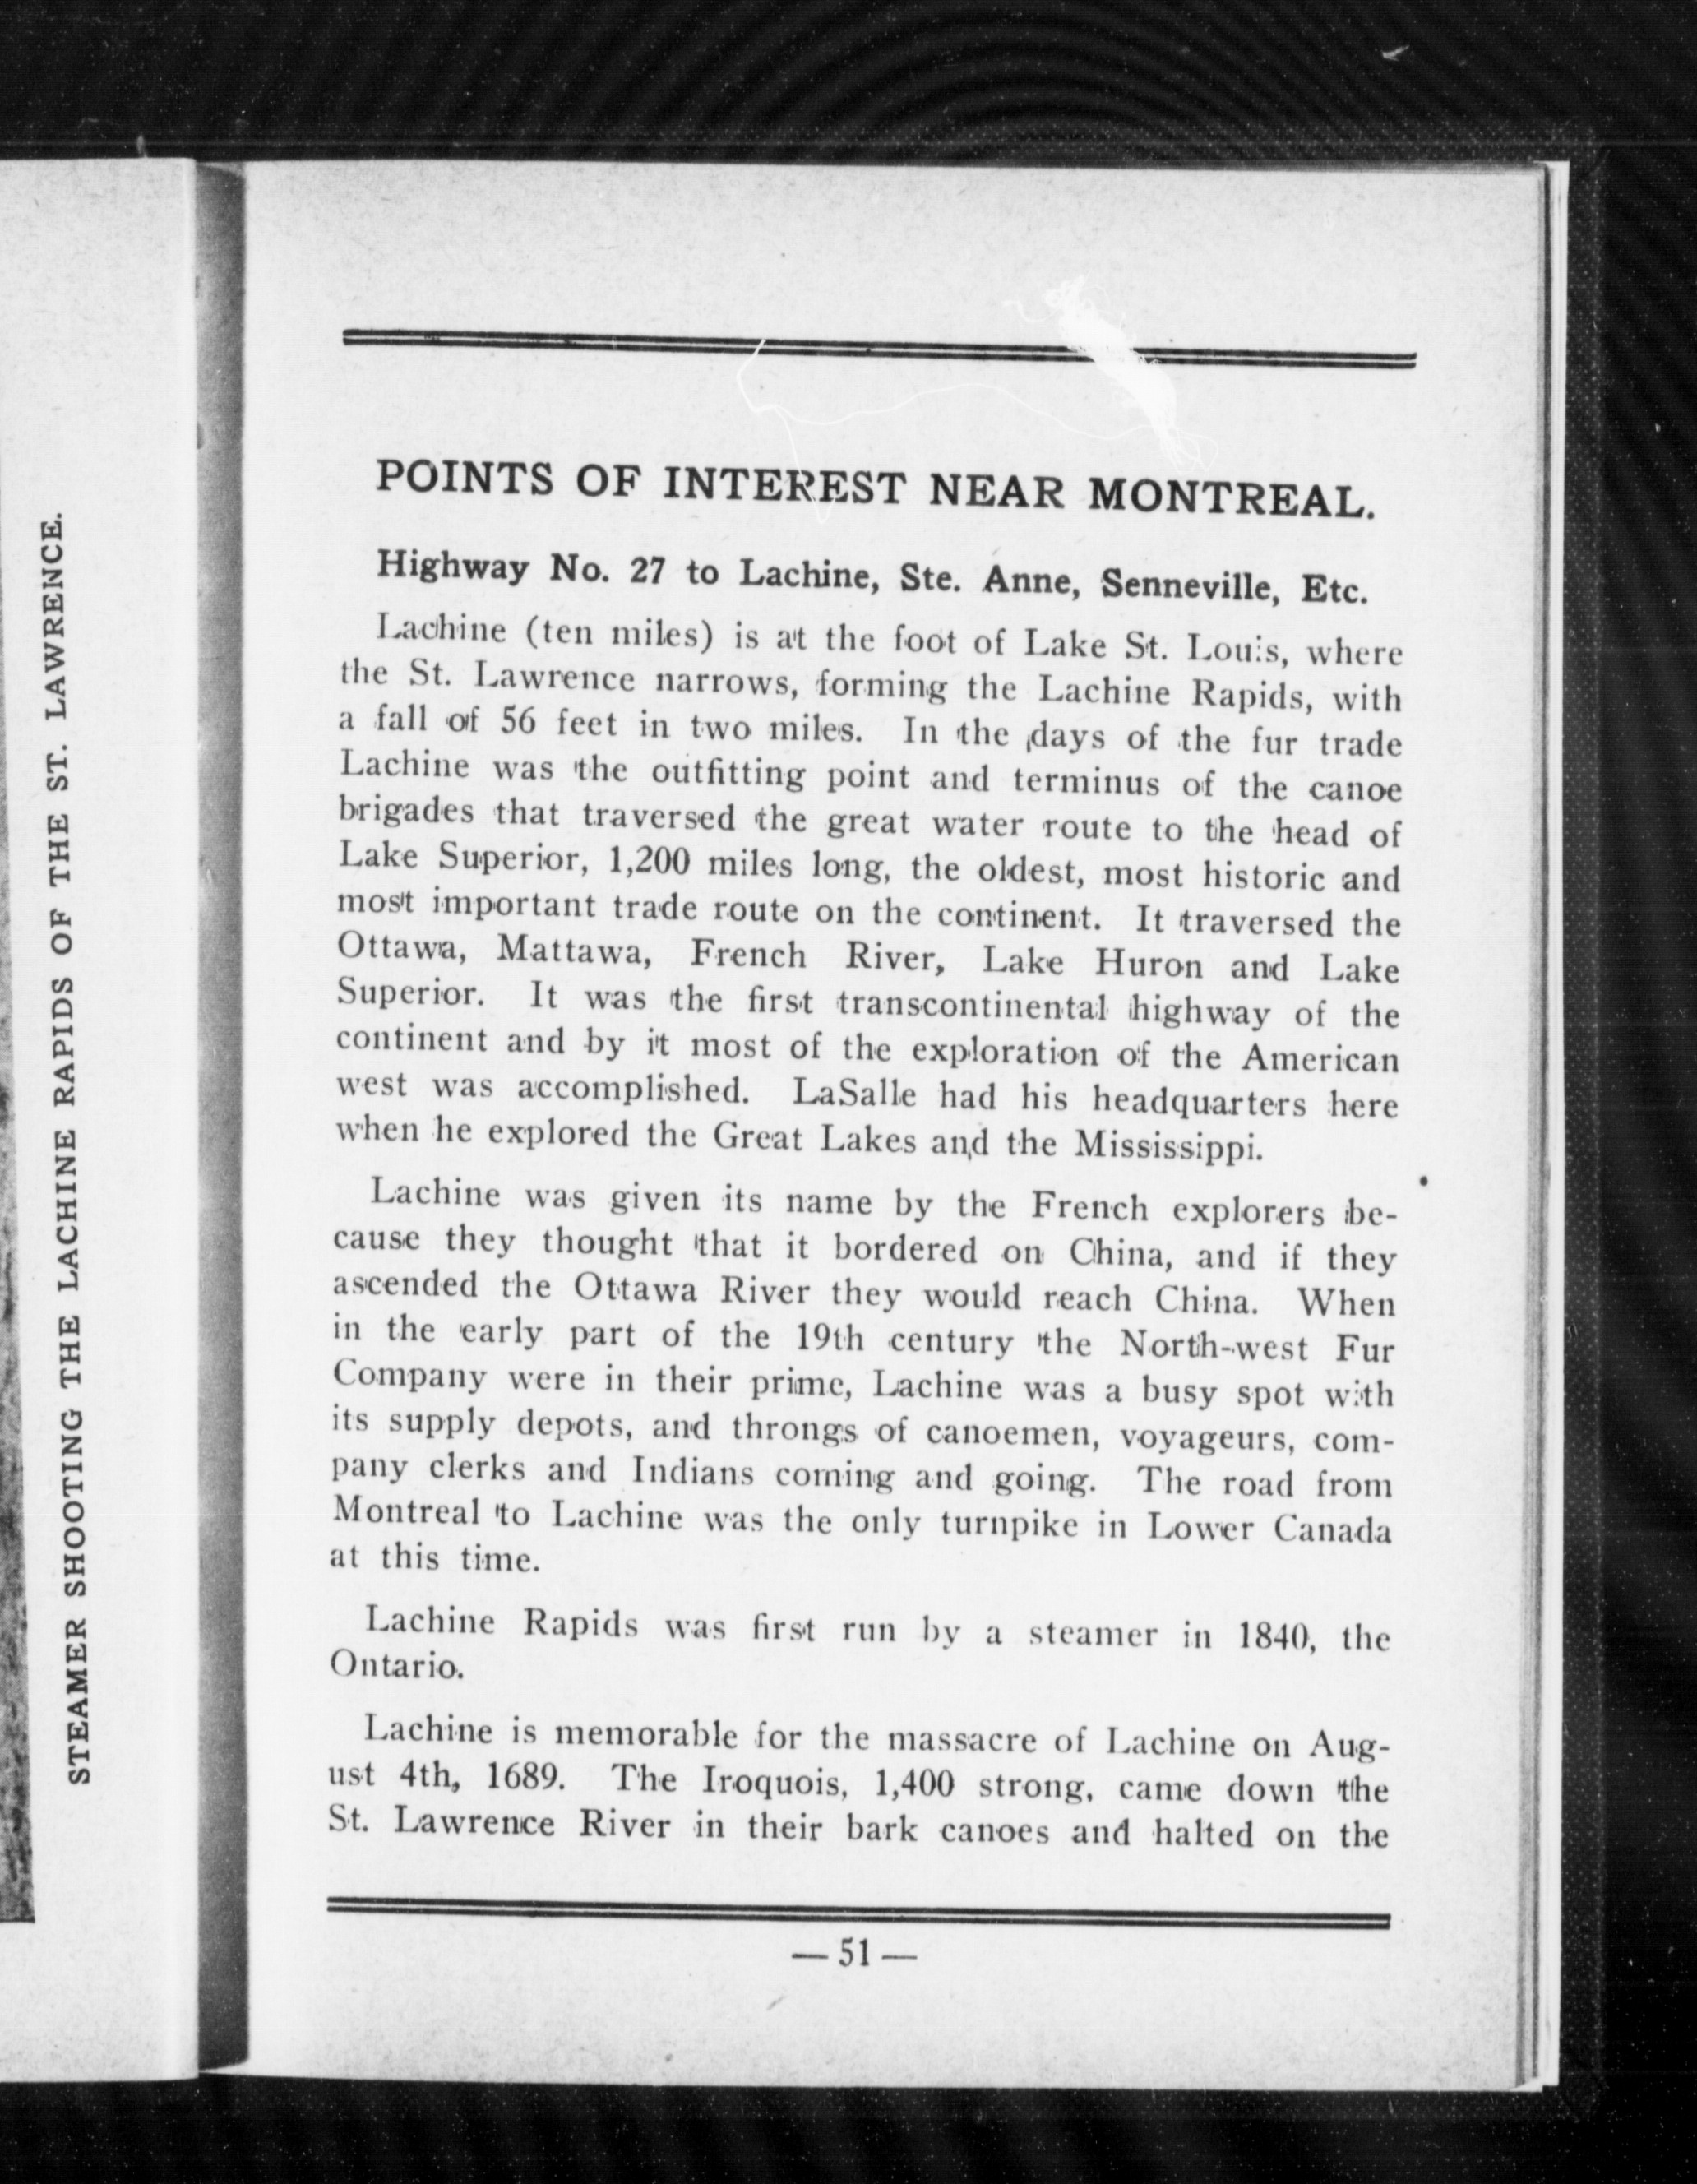 STEAMER SHOOTING THE LACHINE RAPIDS OF THE ST. LAWRENCE.
POINTS OF INTEREST NEAR MONTREAL.
Highway No. 27 to Lachine, Ste. Anne, Senneville, Etc.
Lachine (ten miles) is at the foot of Lake St. Louis, where
the St. Lawrence narrows, forming the Lachine Rapids, with
a fall of 56 feet in two miles. In the days of the fur trade
Lachine was the outfitting point and terminus of the canoe
brigades that traversed the great water route to the head of
Lake Superior, 1,200 miles long, the oldest, most historic and
most important trade route on the continent. It traversed the
Ottawa, Mattawa, French River, Lake Huron and Lake
Superior. It was the first transcontinental highway of the
continent and by it most of the exploration of the American
west was accomplished. LaSalle had his headquarters here
when he explored the Great Lakes and the Mississippi.
Lachine was given its name by the French explorers be-
cause they thought that it bordered on China, and if they
ascended the Ottawa River they would reach China. When
in the early part of the 19th century the North-west Fur
Company were in their prime, Lachine was a busy spot with
its supply depots, and throngs of canoemen, voyageurs, com-
pany clerks and Indians coming and going. The road from
Montreal to Lachine was the only turnpike in Lower Canada
at this time.
Lachine Rapids was first run by a steamer in 1840, the
Ontario.
Lachine is memorable for the massacre of Lachine on Aug-
ust 4th, 1689. The Iroquois, 1,400 strong, came down the
St. Lawrence River in their bark canoes and halted on the
— 51 —